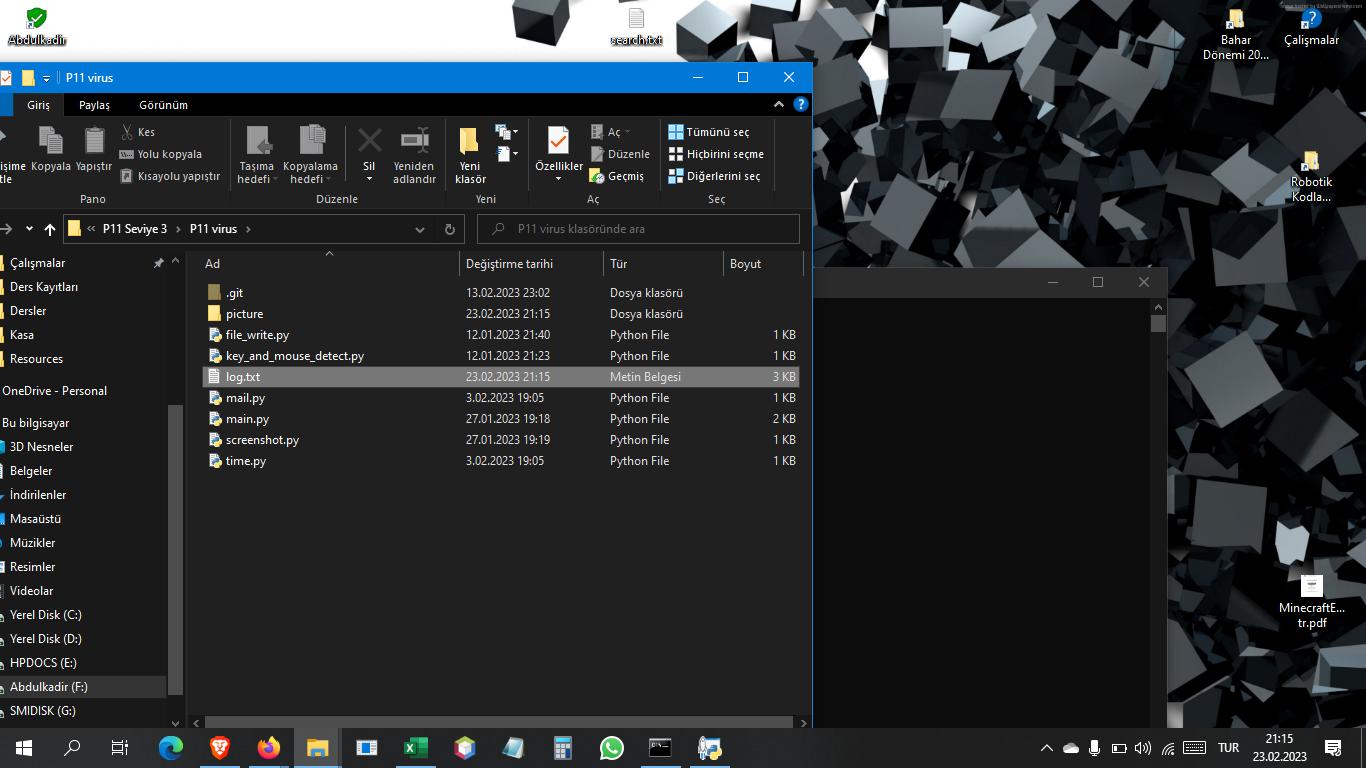 Abdulkadir
search.txt
Bahar
Dönemi 20...
Çalışmalar
Robotik
Kodla...
MinecraftE...
tr.pdf
P11 virus
Giriş
Paylaş
Görünüm
Kopyala
Yapıştır
Kes
Yolu kopyala
Kısayolu yapıştır
Taşıma
hedefi
Kopyalama
hedefi
Sil
Yeniden
adlandır
Yeni
klasör
Özellikler
Aç
Düzenle
Geçmiş
Tümünü seç
Hiçbirini seçme
Diğerlerini seç
Pano
Düzenle
Yeni
Aç
Seç
« P11 Seviye 3 > P11 virus >
P11 virus klasöründe ara
Çalışmalar
Ders Kayıtları
Dersler
Kasa
Resources
OneDrive - Personal
Bu bilgisayar
3D Nesneler
Belgeler
İndirilenler
Masaüstü
Müzikler
Resimler
Videolar
Yerel Disk (C:)
Yerel Disk (D:)
HPDOCS (E:)
Abdulkadir (F:)
SMIDISK (G:)
Ad Değiştirme tarihi Tür Boyut
.git 13.02.2023 23:02 Dosya klasörü
picture 23.02.2023 21:15 Dosya klasörü
file_write.py 12.01.2023 21:40 Python File 1 KB
key_and_mouse_detect.py 12.01.2023 21:23 Python File 1 KB
log.txt 23.02.2023 21:15 Metin Belgesi 3 KB
mail.py 3.02.2023 19:05 Python File 1 KB
main.py 27.01.2023 19:18 Python File 2 KB
screenshot.py 27.01.2023 19:19 Python File 1 KB
time.py 3.02.2023 19:05 Python File 1 KB
TUR
21:15
23.02.2023